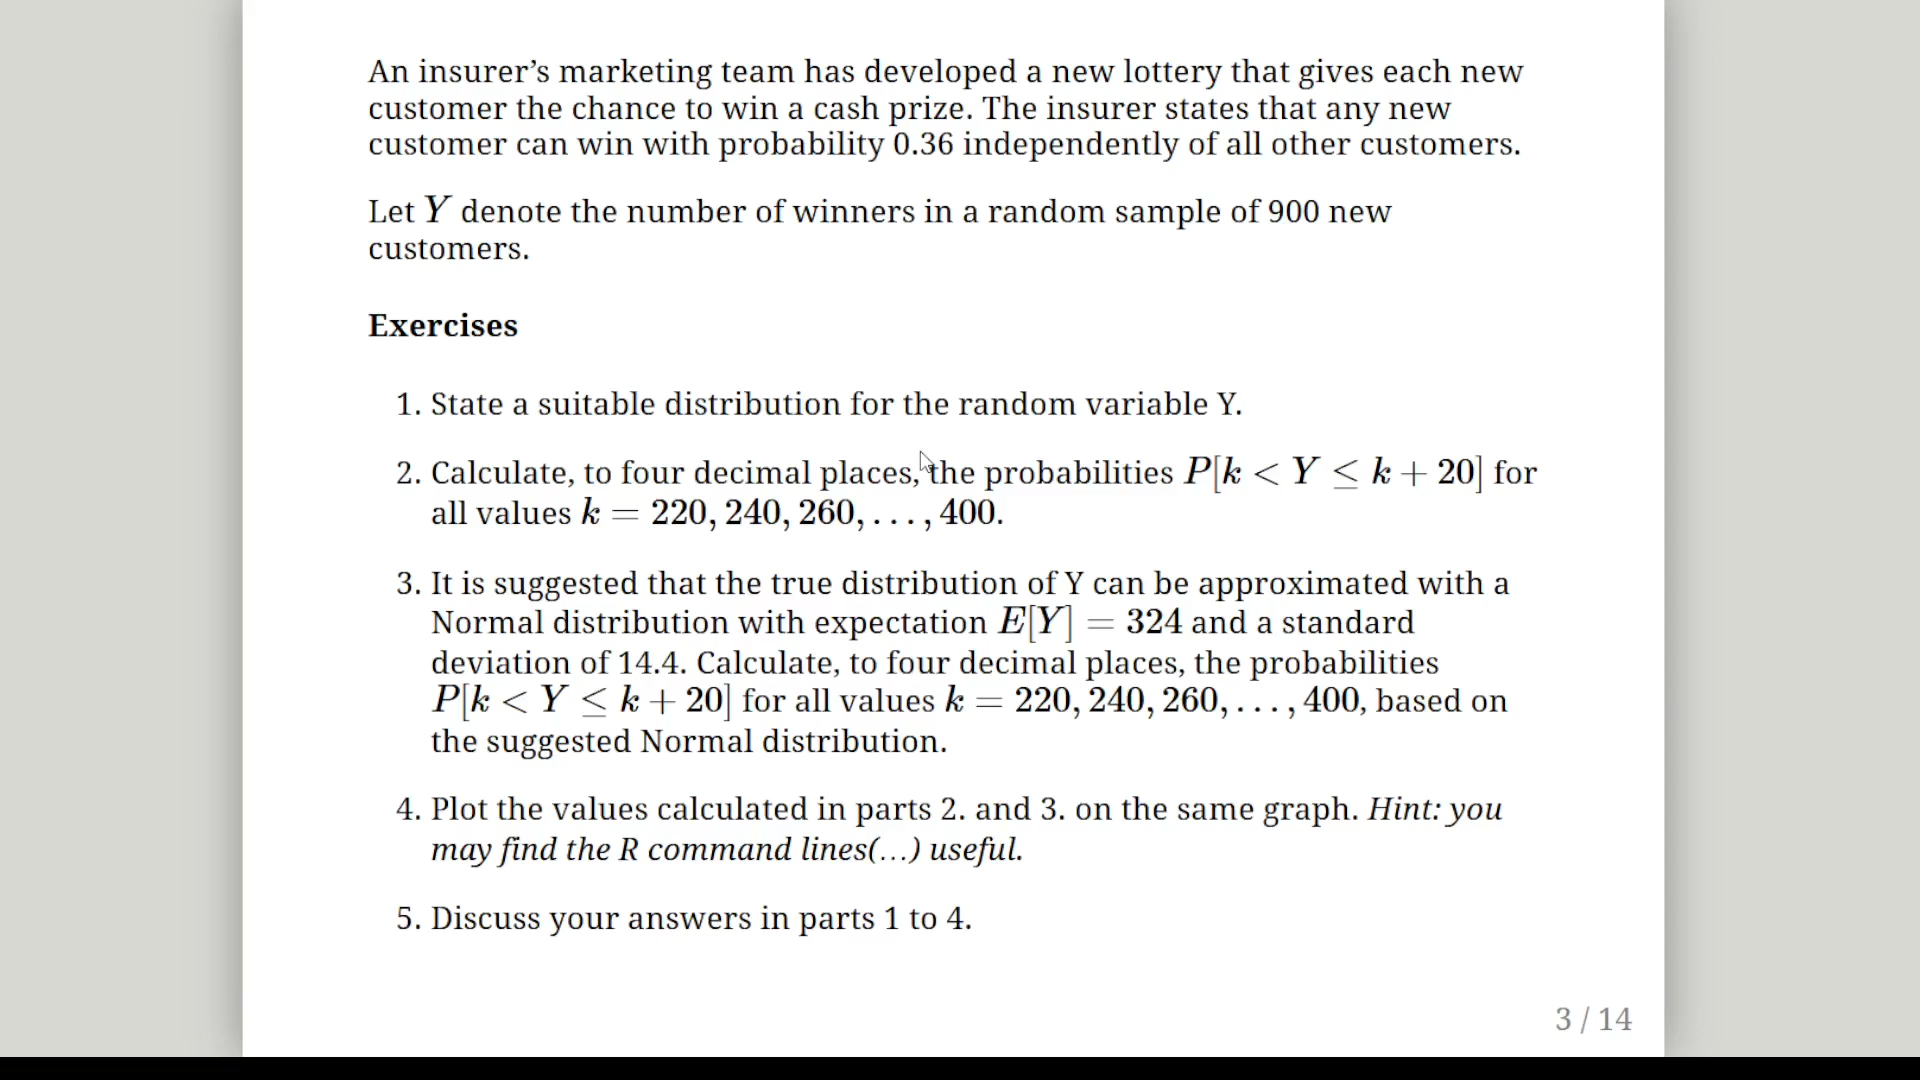 An insurer’s marketing team has developed a new lottery that gives each new
customer the chance to win a cash prize. The insurer states that any new
customer can win with probability 0.36 independently of all other customers.
Let Y denote the number of winners in a random sample of 900 new
customers.
Exercises
1. State a suitable distribution for the random variable Y.
2. Calculate, to four decimal places, the probabilities P[k < Y ≤ k + 20] for
all values k = 220, 240, 260, . . . , 400.
3. It is suggested that the true distribution of Y can be approximated with a
Normal distribution with expectation E[Y] = 324 and a standard
deviation of 14.4. Calculate, to four decimal places, the probabilities
P[k < Y ≤ k + 20] for all values k = 220, 240, 260, . . . , 400, based on
the suggested Normal distribution.
4. Plot the values calculated in parts 2. and 3. on the same graph. Hint: you
may find the R command lines(…) useful.
5. Discuss your answers in parts 1 to 4.
3 / 14